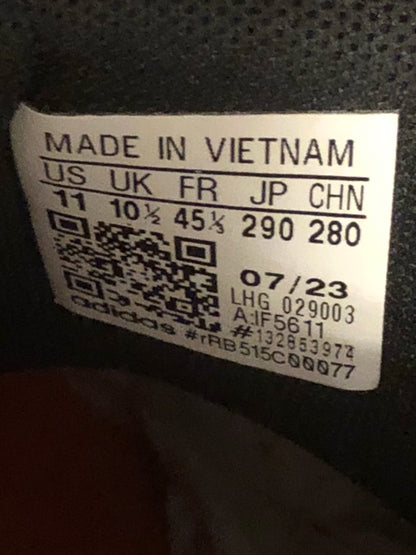 MADE IN VIETNAM
US UK FR JP CHN
11 10½ 45⅓ 290 280
07/23
LHG 029003
A:IF5611
#132853974
adidas #rRB515C00077